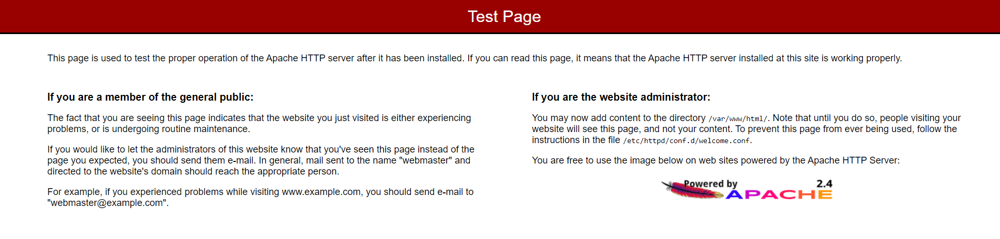 Test Page
This page is used to test the proper operation of the Apache HTTP server after it has been installed. If you can read this page, it means that the Apache HTTP server installed at this site is working properly.
If you are a member of the general public:
The fact that you are seeing this page indicates that the website you just visited is either experiencing
problems, or is undergoing routine maintenance.
If you would like to let the administrators of this website know that you've seen this page instead of the
page you expected, you should send them e-mail. In general, mail sent to the name "webmaster" and
directed to the website's domain should reach the appropriate person.
For example, if you experienced problems while visiting www.example.com, you should send e-mail to
"webmaster@example.com".
If you are the website administrator:
You may now add content to the directory /var/www/html/. Note that until you do so, people visiting your
website will see this page, and not your content. To prevent this page from ever being used, follow the
instructions in the file /etc/httpd/conf.d/welcome.conf.
You are free to use the image below on web sites powered by the Apache HTTP Server:
Powered by 2.4
APACHE